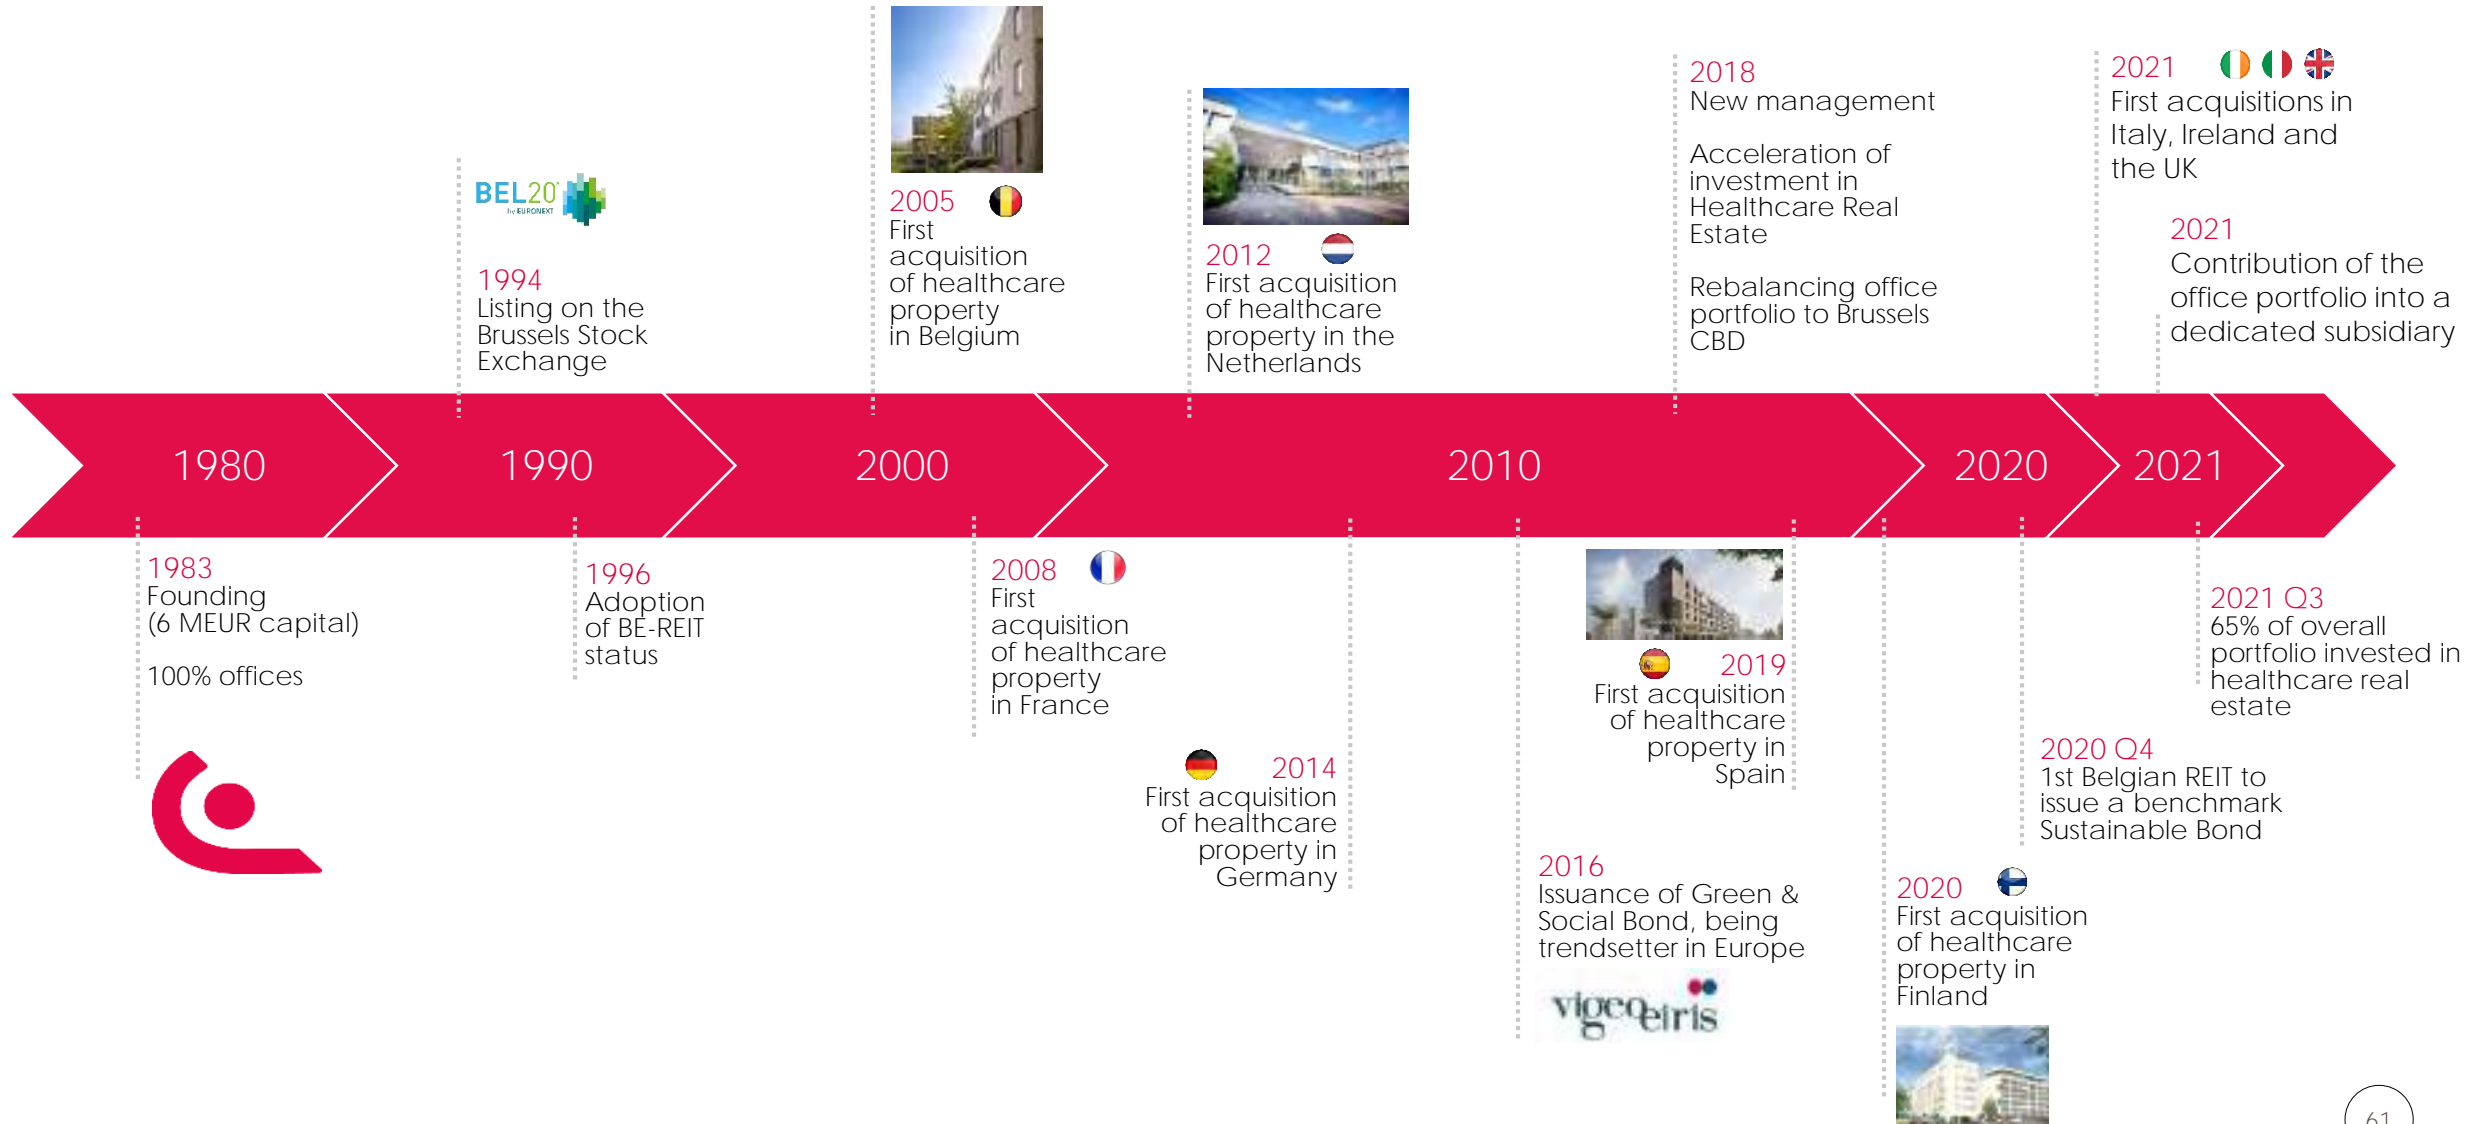 BEL20
by EURONEXT
1994
Listing on the
Brussels Stock
Exchange
2005
First
acquisition
of healthcare
property
in Belgium
2012
First acquisition
of healthcare
property in the
Netherlands
2018
New management
Acceleration of
investment in
Healthcare Real
Estate
Rebalancing office
portfolio to Brussels
CBD
2021
First acquisitions in
Italy, Ireland and
the UK
2021
Contribution of the
office portfolio into a
dedicated subsidiary
1980
1990
2000
2010
2020
2021
1983
Founding
(6 MEUR capital)
100% offices
1996
Adoption
of BE-REIT
status
2008
First
acquisition
of healthcare
property
in France
2014
First acquisition
of healthcare
property in
Germany
2016
Issuance of Green &
Social Bond, being
trendsetter in Europe
vigeoeiris
2019
First acquisition
of healthcare
property in
Spain
2020
First acquisition
of healthcare
property in
Finland
2020 Q4
1st Belgian REIT to
issue a benchmark
Sustainable Bond
2021 Q3
65% of overall
portfolio invested in
healthcare real
estate
61